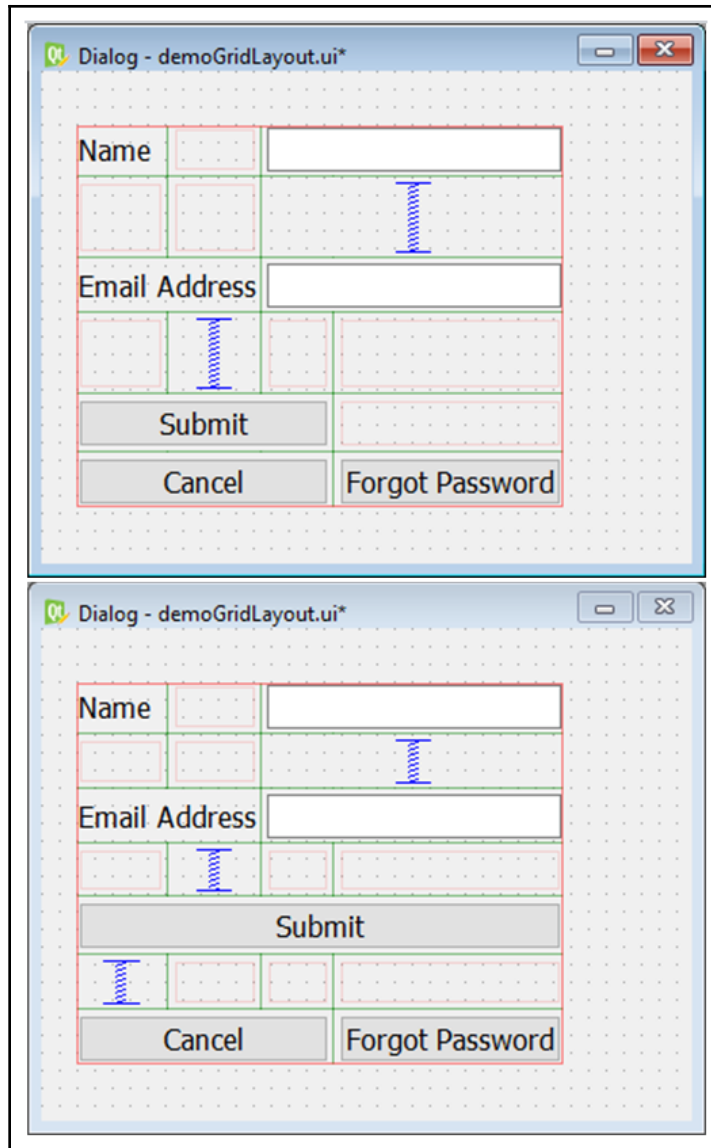 Dialog - demoGridLayout.ui*
Name
Email Address
Submit
Cancel Forgot Password
Dialog - demoGridLayout.ui*
Name
Email Address
Submit
Cancel Forgot Password